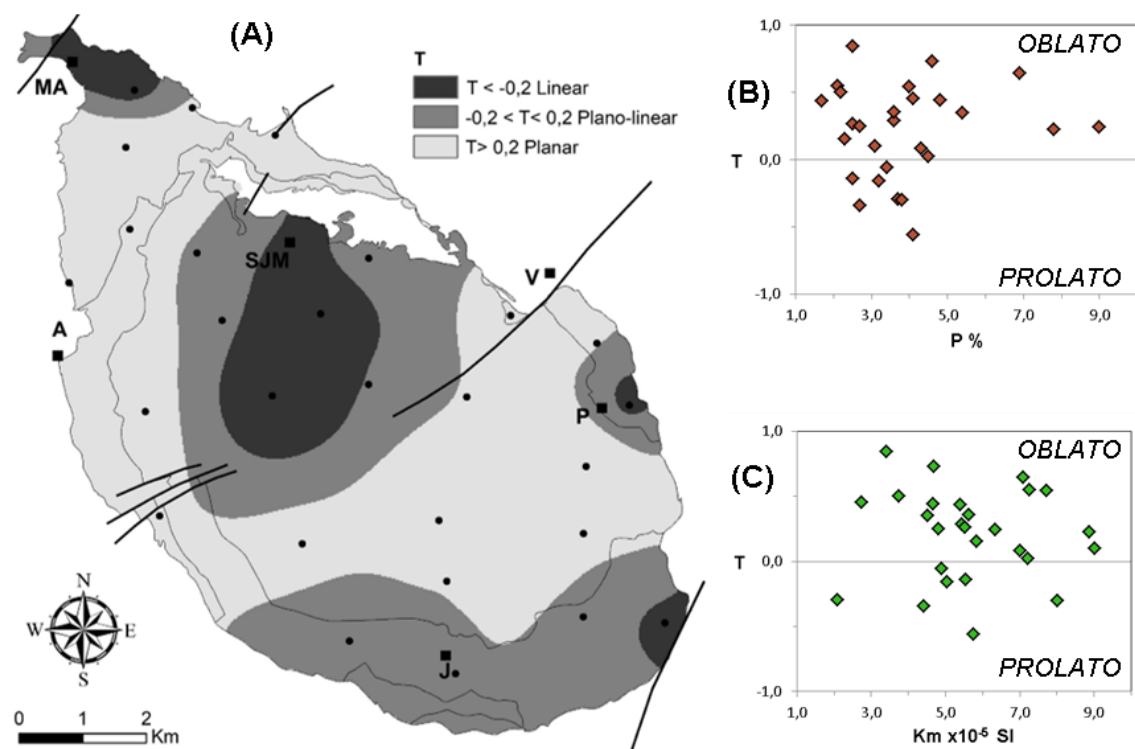 (A)
MA
T
T < -0,2 Linear
-0,2 < T< 0,2 Plano-linear
T> 0,2 Planar
SJM
V
A
P
J
N
W E
S
0 1 2
Km
(B)
1,0
OBLATO
T
0,0
PROLATO
-1,0
1,0 3,0 5,0 7,0 9,0
P %
(C)
1,0
OBLATO
T
0,0
PROLATO
-1,0
1,0 3,0 5,0 7,0 9,0
Km x10⁻⁵ SI